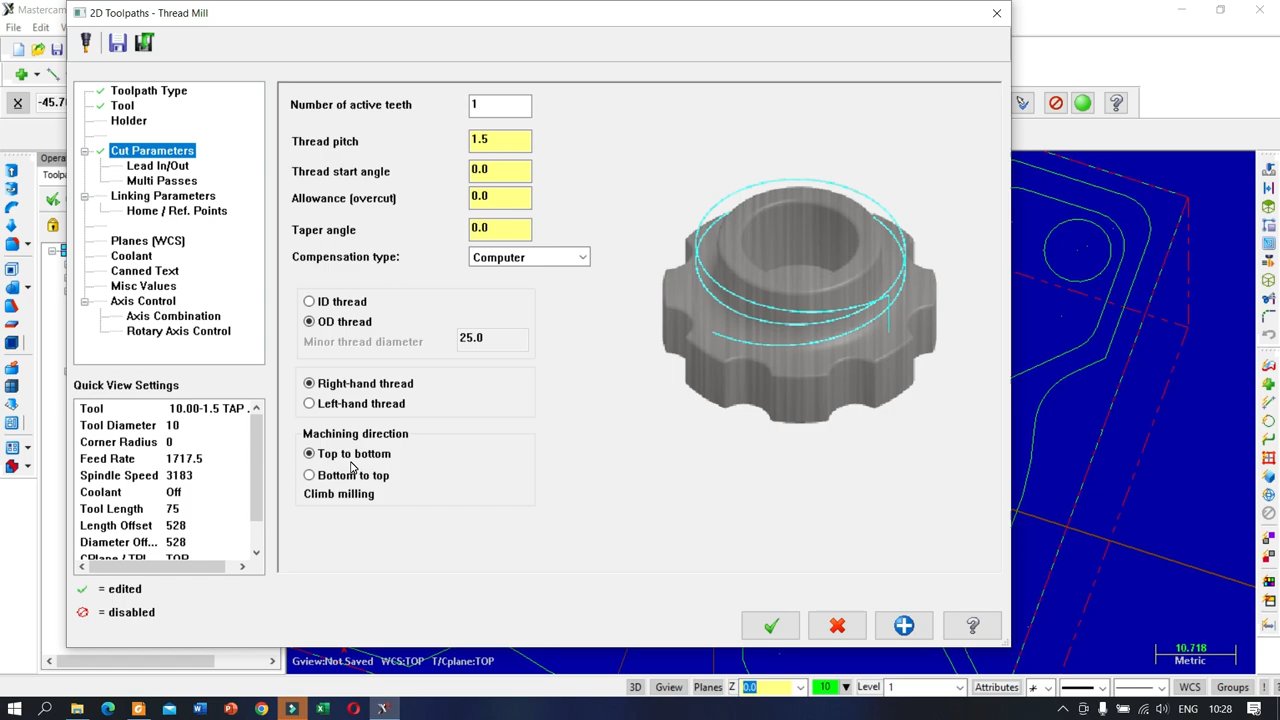 Mastercam
2D Toolpaths - Thread Mill
File
Edit
Toolpath Type
Tool
Holder
Cut Parameters
Lead In/Out
Multi Passes
Linking Parameters
Home / Ref. Points
Planes (WCS)
Coolant
Canned Text
Misc Values
Axis Control
Axis Combination
Rotary Axis Control
Number of active teeth 1
Thread pitch 1.5
Thread start angle 0.0
Allowance (overcut) 0.0
Taper angle 0.0
Compensation type: Computer
ID thread
OD thread
Minor thread diameter 25.0
Right-hand thread
Left-hand thread
Machining direction
Top to bottom
Bottom to top
Climb milling
Quick View Settings
Tool 10.00-1.5 TAP
Tool Diameter 10
Corner Radius 0
Feed Rate 1717.5
Spindle Speed 3183
Coolant Off
Tool Length 75
Length Offset 528
Diameter Off... 528
CPlane / TPL TOP
= edited
= disabled
X -45.7
Gview:Not Saved WCS:TOP T/Cplane:TOP
10.718
Metric
3D Gview Planes Z 0.0 10 Level 1 Attributes WCS Groups
ENG 10:28